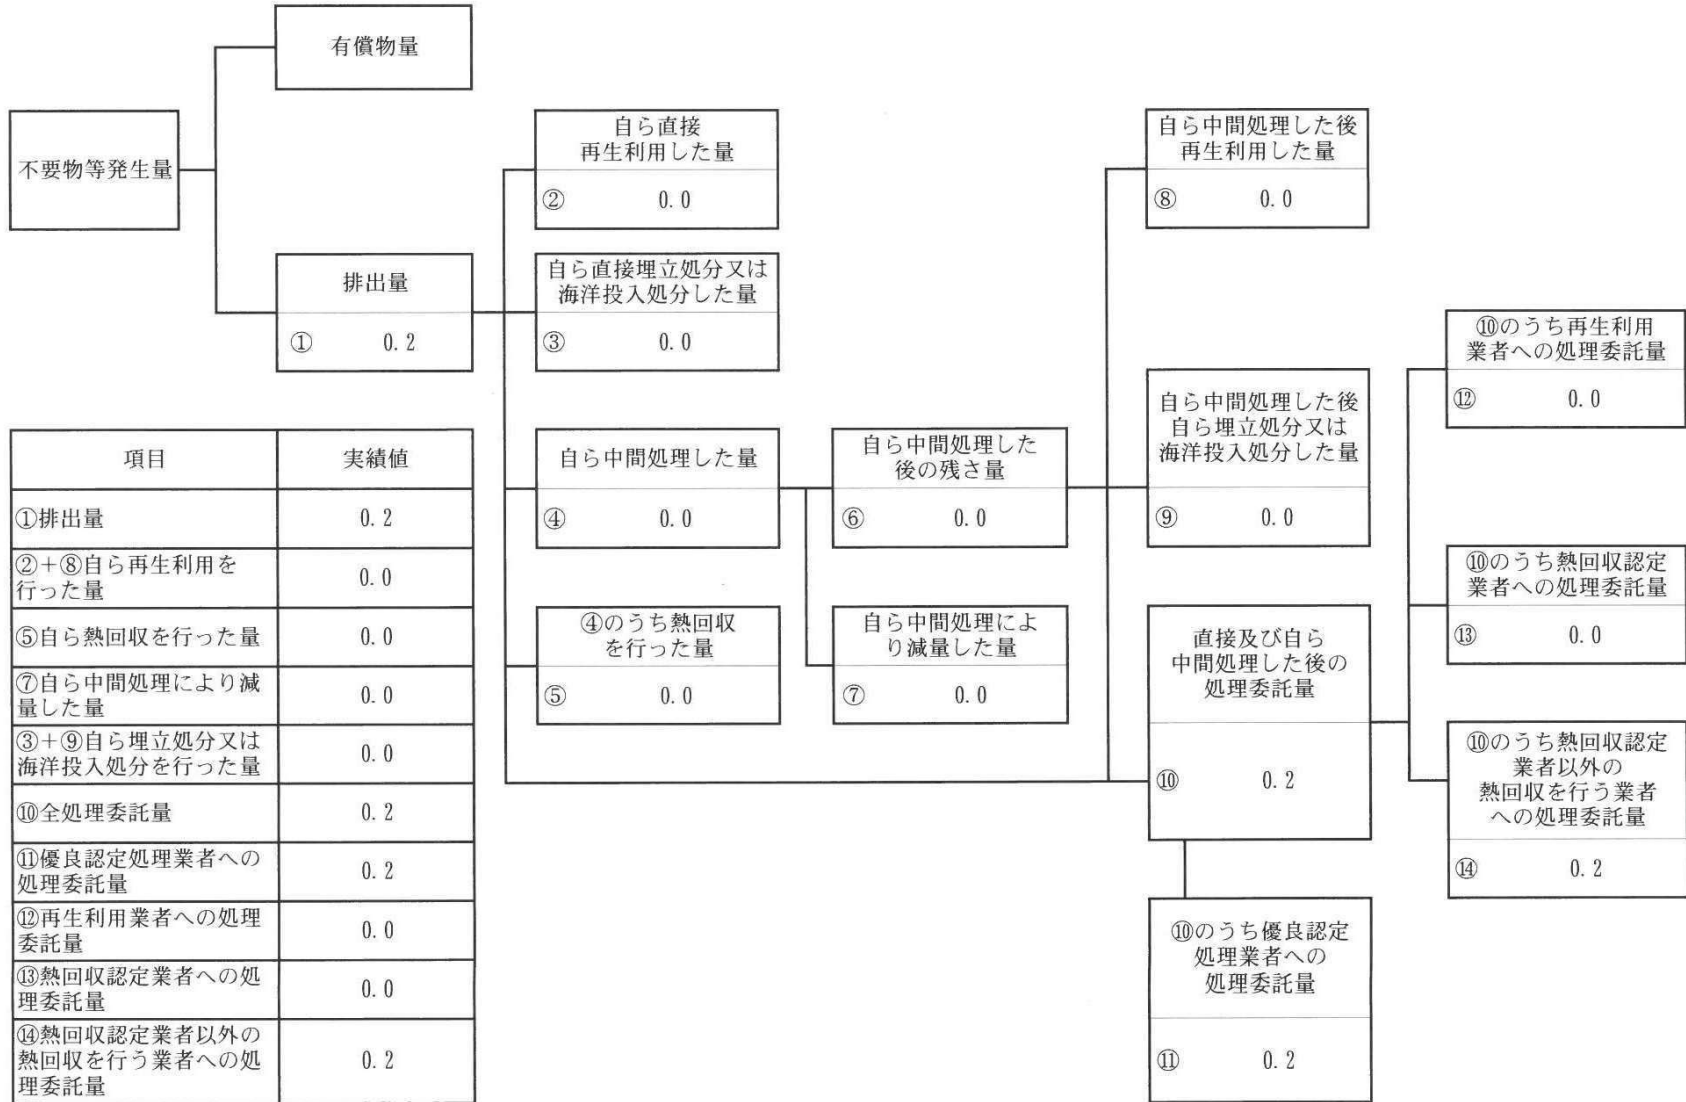 有償物量
不要物等発生量
排出量
① 0.2
自ら直接
再生利用した量
② 0.0
自ら直接埋立処分又は
海洋投入処分した量
③ 0.0
自ら中間処理した量
④ 0.0
④のうち熱回収
を行った量
⑤ 0.0
自ら中間処理した
後の残さ量
⑥ 0.0
自ら中間処理によ
り減量した量
⑦ 0.0
自ら中間処理した後
再生利用した量
⑧ 0.0
自ら中間処理した後
自ら埋立処分又は
海洋投入処分した量
⑨ 0.0
直接及び自ら
中間処理した後の
処理委託量
⑩ 0.2
⑩のうち優良認定
処理業者への
処理委託量
⑪ 0.2
⑩のうち再生利用
業者への処理委託量
⑫ 0.0
⑩のうち熱回収認定
業者への処理委託量
⑬ 0.0
⑩のうち熱回収認定
業者以外の
熱回収を行う業者
への処理委託量
⑭ 0.2
項目 実績値
①排出量 0.2
②+⑧自ら再生利用を
行った量 0.0
⑤自ら熱回収を行った量 0.0
⑦自ら中間処理により減
量した量 0.0
③+⑨自ら埋立処分又は
海洋投入処分を行った量 0.0
⑩全処理委託量 0.2
⑪優良認定処理業者への
処理委託量 0.2
⑫再生利用業者への処理
委託量 0.0
⑬熱回収認定業者への処
理委託量 0.0
⑭熱回収認定業者以外の
熱回収を行う業者への処
理委託量 0.2